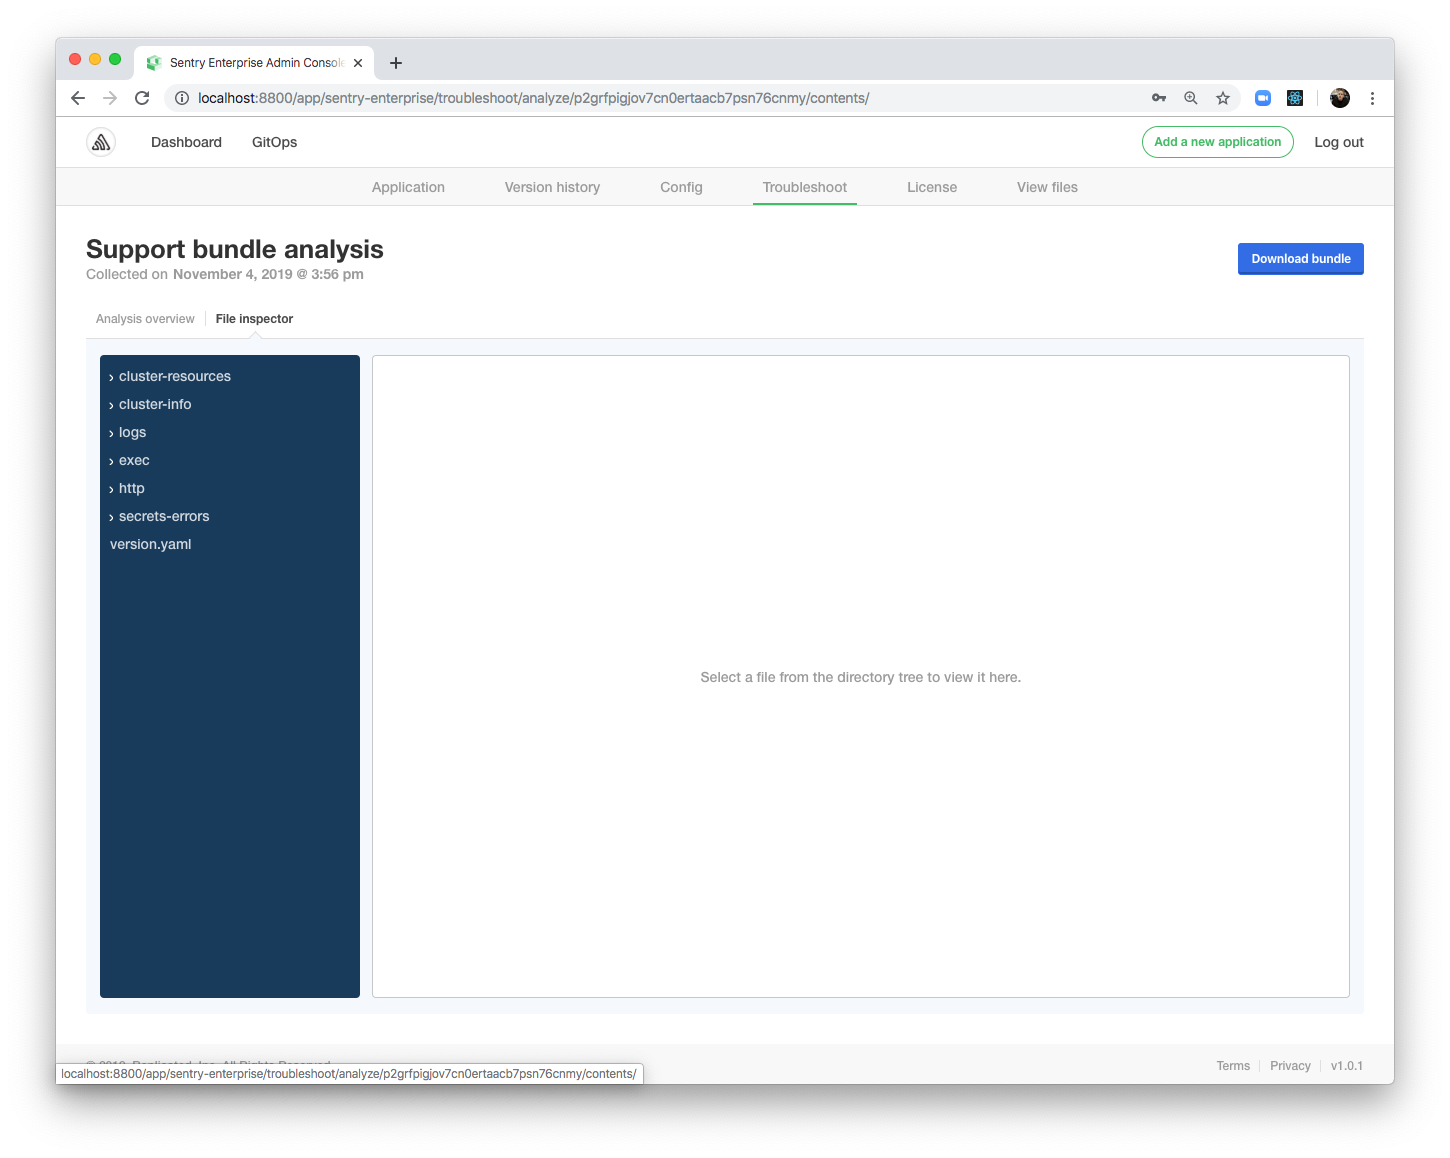 Sentry Enterprise Admin Console
localhost:8800/app/sentry-enterprise/troubleshoot/analyze/p2grfpigjov7cn0ertaacb7psn76cnmy/contents/
Dashboard
GitOps
Add a new application
Log out
Application
Version history
Config
Troubleshoot
License
View files
Support bundle analysis
Collected on November 4, 2019 @ 3:56 pm
Download bundle
Analysis overview
File inspector
cluster-resources
cluster-info
logs
exec
http
secrets-errors
version.yaml
Select a file from the directory tree to view it here.
Terms
Privacy
v1.0.1
localhost:8800/app/sentry-enterprise/troubleshoot/analyze/p2grfpigjov7cn0ertaacb7psn76cnmy/contents/